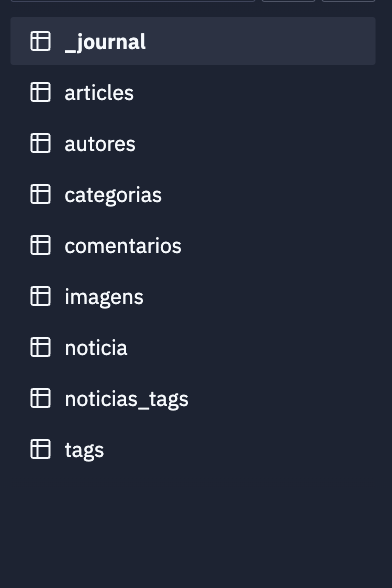 _journal
articles
autores
categorias
comentarios
imagens
noticia
noticias_tags
tags